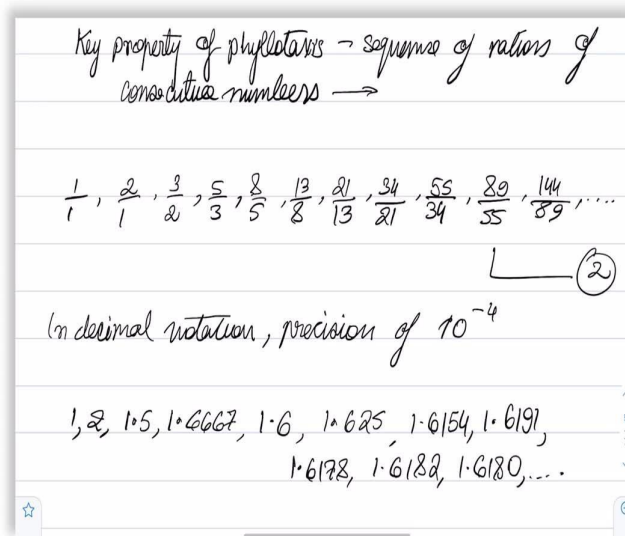 Key property of phyllotaxis → sequence of ratios of
consecutive numbers →
1/1, 2/1, 3/2, 5/3, 8/5, 13/8, 21/13, 34/21, 55/34, 89/55, 144/89, ....
2
In decimal notation, precision of 10⁻⁴
1, 2, 1.5, 1.6667, 1.6, 1.625, 1.6154, 1.6191,
1.6178, 1.6182, 1.6180, ....